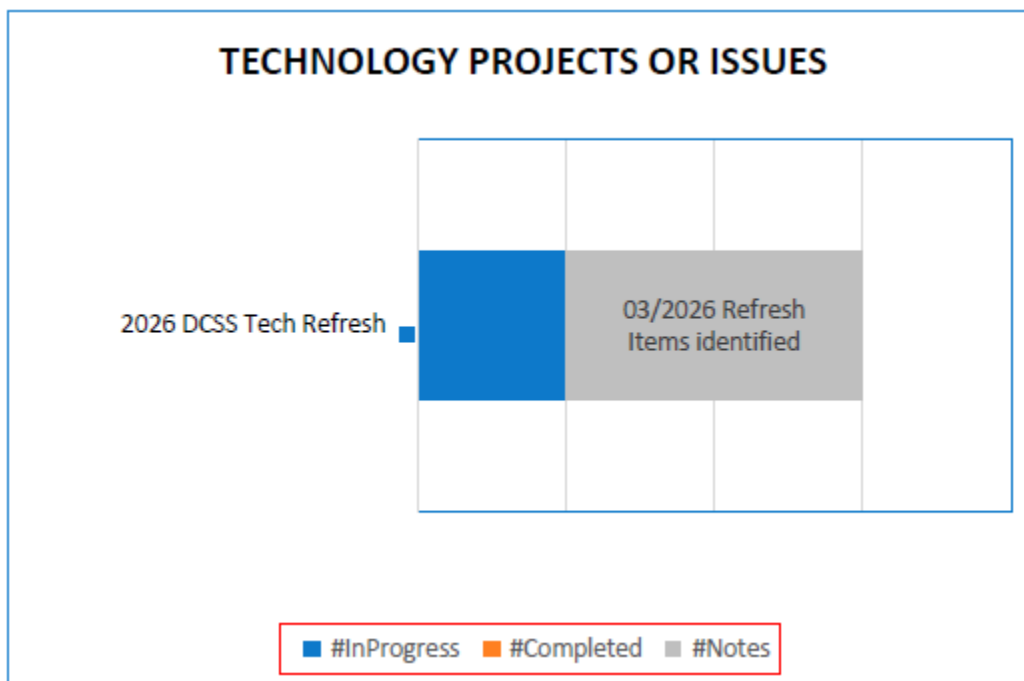 TECHNOLOGY PROJECTS OR ISSUES
2026 DCSS Tech Refresh
03/2026 Refresh
Items identified
#InProgress #Completed #Notes